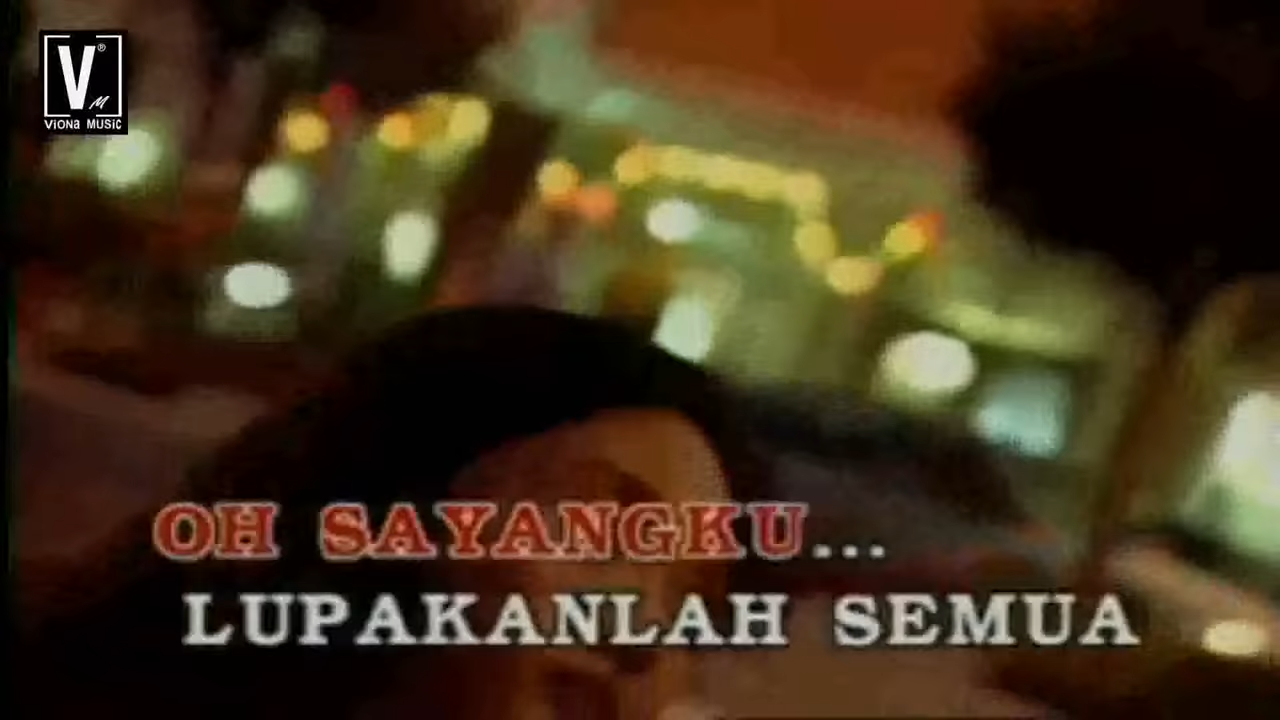 V®
M
ViONa MUSiC
OH SAYANGKU...
LUPAKANLAH SEMUA